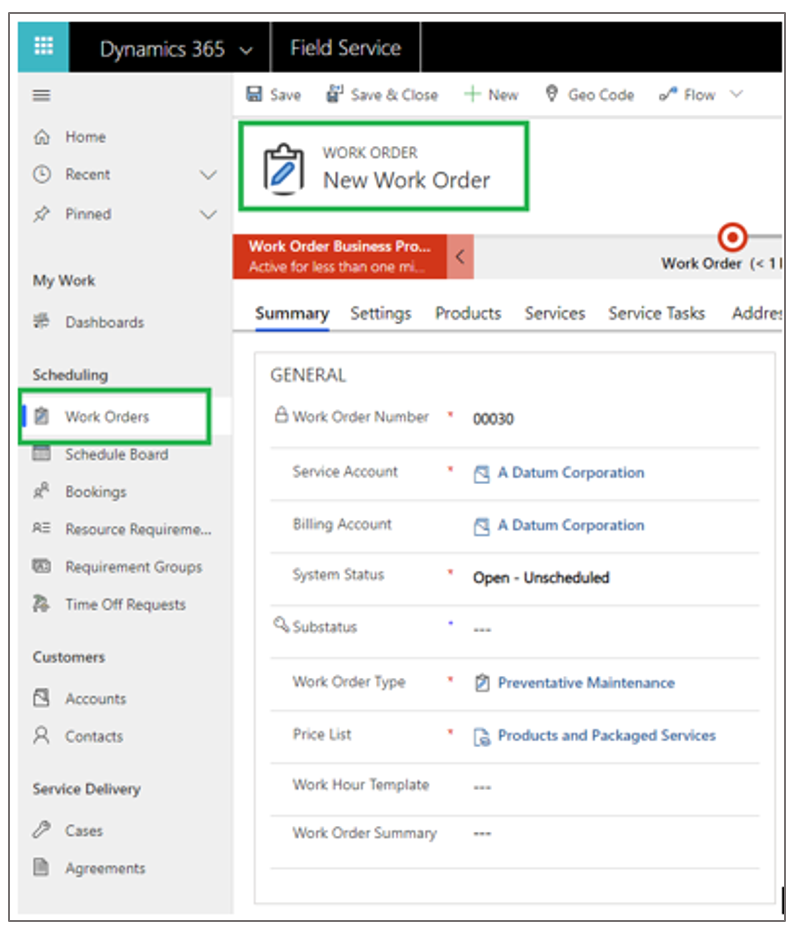 Dynamics 365 Field Service
Save Save & Close New Geo Code Flow
Home
Recent
Pinned
My Work
Dashboards
Scheduling
Work Orders
Schedule Board
Bookings
Resource Requireme...
Requirement Groups
Time Off Requests
Customers
Accounts
Contacts
Service Delivery
Cases
Agreements
WORK ORDER
New Work Order
Work Order Business Pro...
Active for less than one mi...
Work Order (< 1
Summary Settings Products Services Service Tasks Addres
GENERAL
Work Order Number * 00030
Service Account * A Datum Corporation
Billing Account A Datum Corporation
System Status * Open - Unscheduled
Substatus * ---
Work Order Type * Preventative Maintenance
Price List * Products and Packaged Services
Work Hour Template ---
Work Order Summary ---